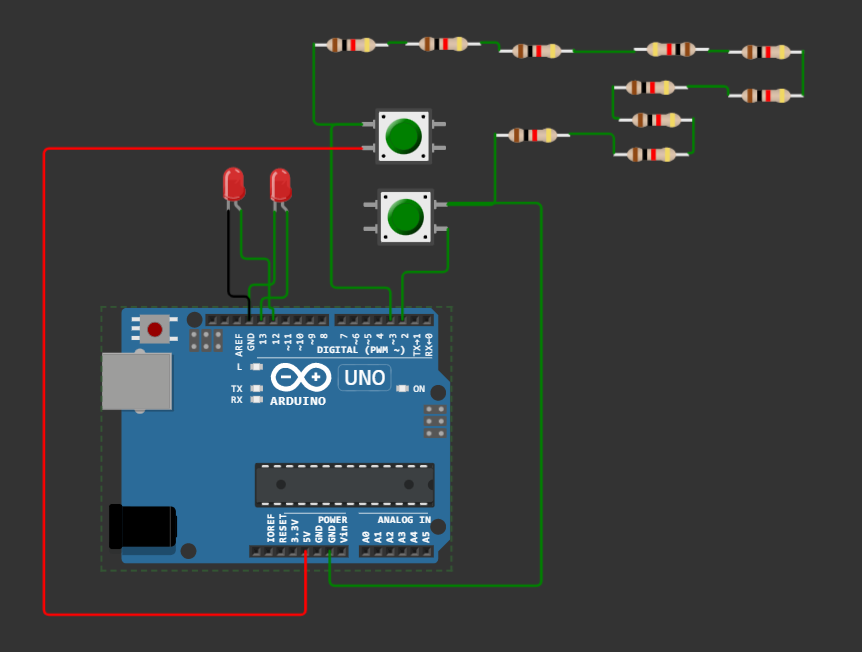 AREF
GND
13
12
~11
~10
~9
8
7
~6
~5
4
~3
2
TX→1
RX←0
DIGITAL (PWM ~)
L
TX
RX
UNO
ON
ARDUINO
IOREF
RESET
3.3V
5V
GND
GND
Vin
POWER
ANALOG IN
A0
A1
A2
A3
A4
A5